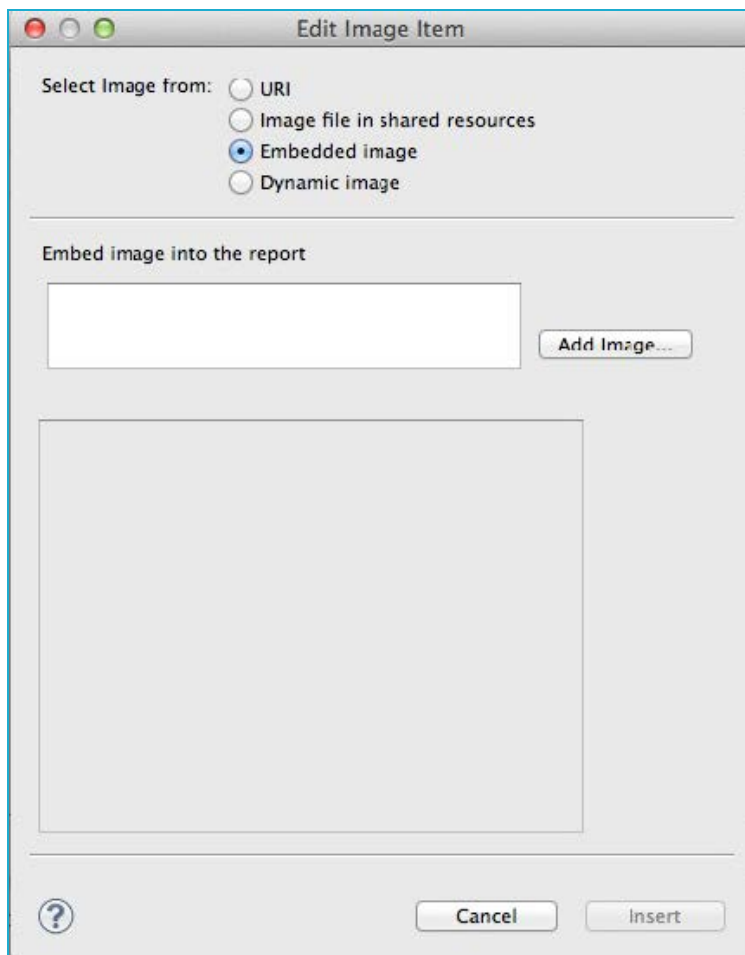 Edit Image Item
Select Image from:
URI
Image file in shared resources
Embedded image
Dynamic image
Embed image into the report
Add Image...
?
Cancel
Insert